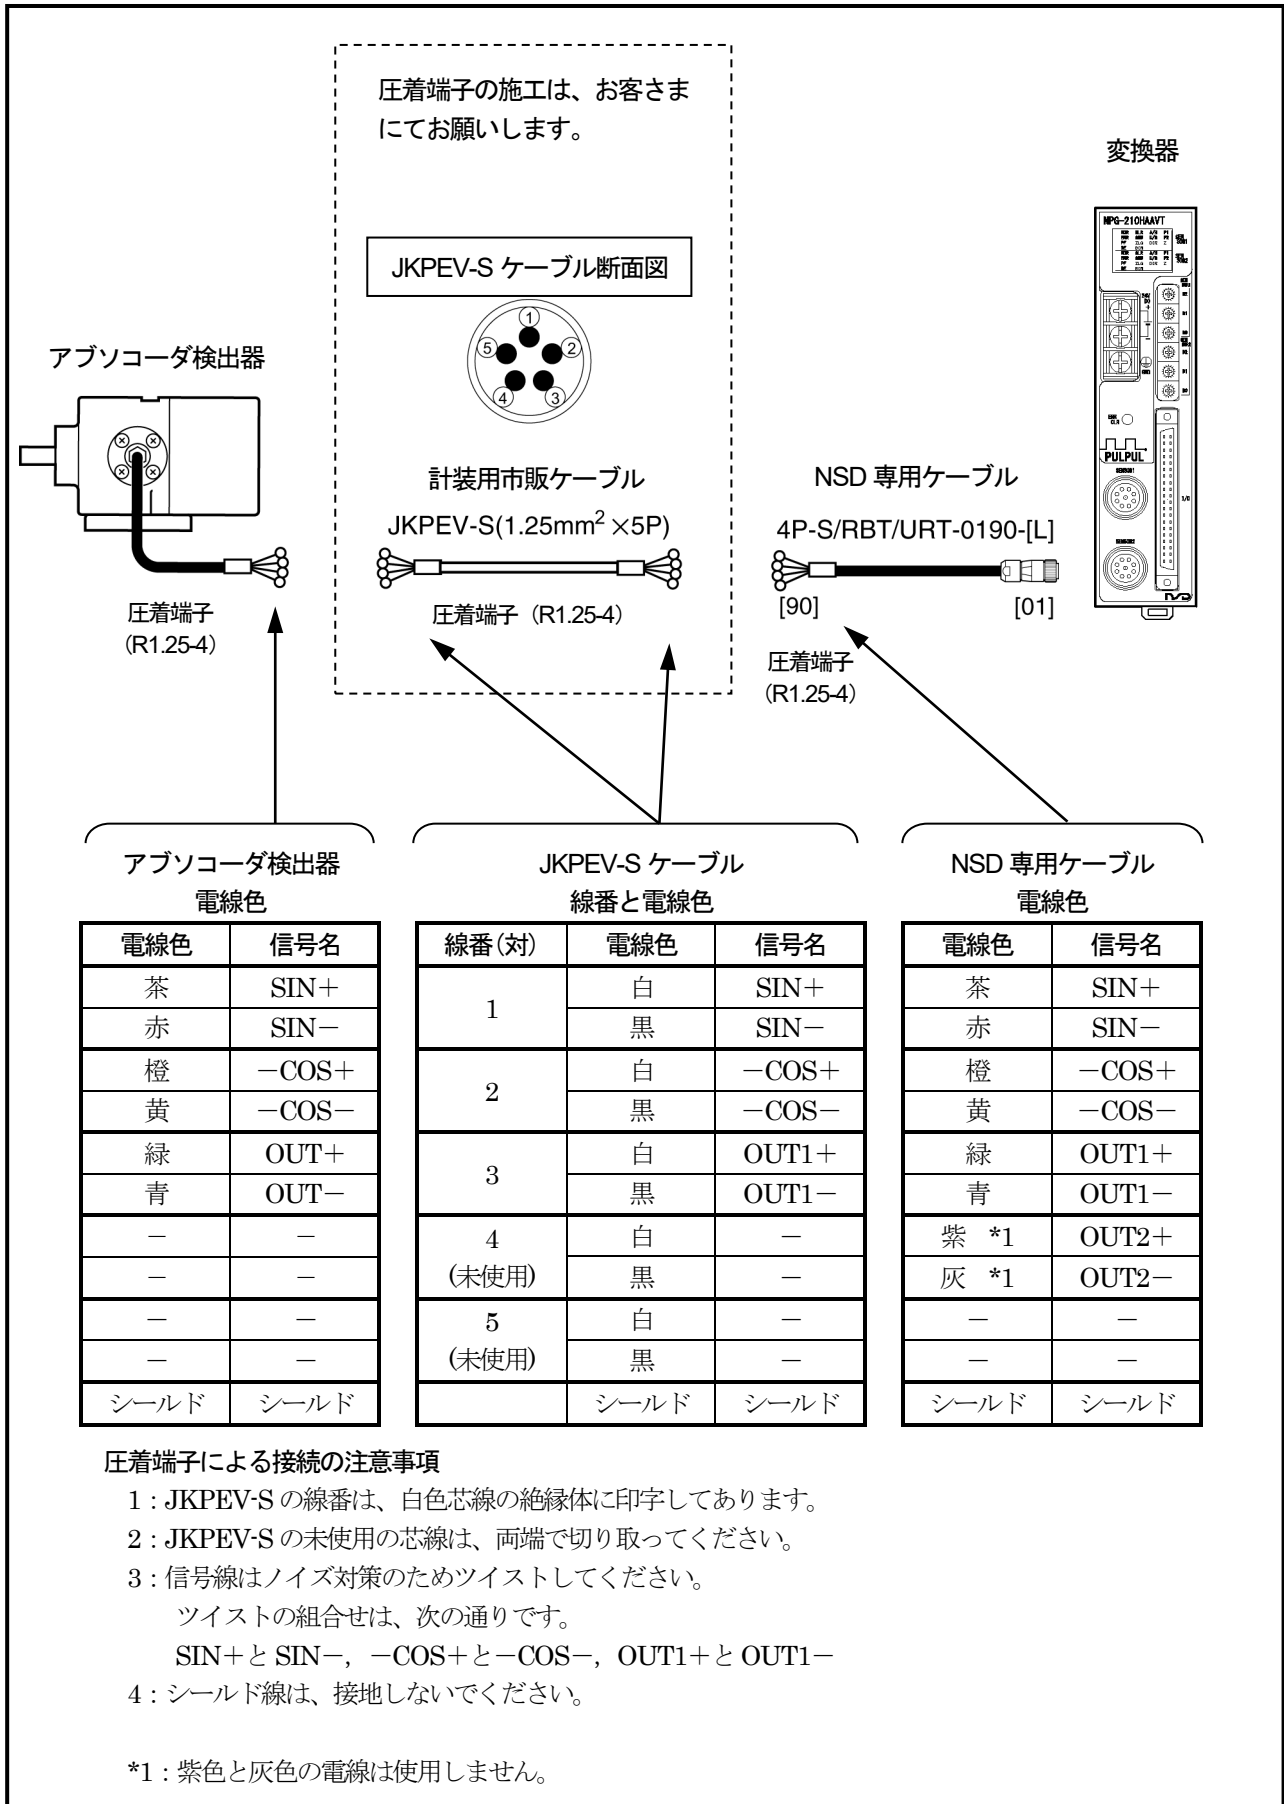 圧着端子の施工は、お客さま
にてお願いします。
変換器
NPG-210HAAVT
JKPEV-S ケーブル断面図
1
5
2
4
3
アブソコーダ検出器
計装用市販ケーブル
JKPEV-S(1.25mm² ×5P)
NSD 専用ケーブル
4P-S/RBT/URT-0190-[L]
PULPUL
SENSOR1
I/O
SENSOR2
[90]
[01]
圧着端子
(R1.25-4)
圧着端子 (R1.25-4)
圧着端子
(R1.25-4)
アブソコーダ検出器
電線色
電線色 信号名
茶 SIN+
赤 SIN-
橙 -COS+
黄 -COS-
緑 OUT+
青 OUT-
- -
- -
- -
- -
シールド シールド
JKPEV-S ケーブル
線番と電線色
線番(対) 電線色 信号名
1 白 SIN+
黒 SIN-
2 白 -COS+
黒 -COS-
3 白 OUT1+
黒 OUT1-
4 白 -
(未使用) 黒 -
5 白 -
(未使用) 黒 -
シールド シールド
NSD 専用ケーブル
電線色
電線色 信号名
茶 SIN+
赤 SIN-
橙 -COS+
黄 -COS-
緑 OUT1+
青 OUT1-
紫 *1 OUT2+
灰 *1 OUT2-
- -
- -
シールド シールド
圧着端子による接続の注意事項
1：JKPEV-S の線番は、白色芯線の絶縁体に印字してあります。
2：JKPEV-S の未使用の芯線は、両端で切り取ってください。
3：信号線はノイズ対策のためツイストしてください。
ツイストの組合せは、次の通りです。
SIN+と SIN-, -COS+と-COS-, OUT1+と OUT1-
4：シールド線は、接地しないでください。
*1：紫色と灰色の電線は使用しません。